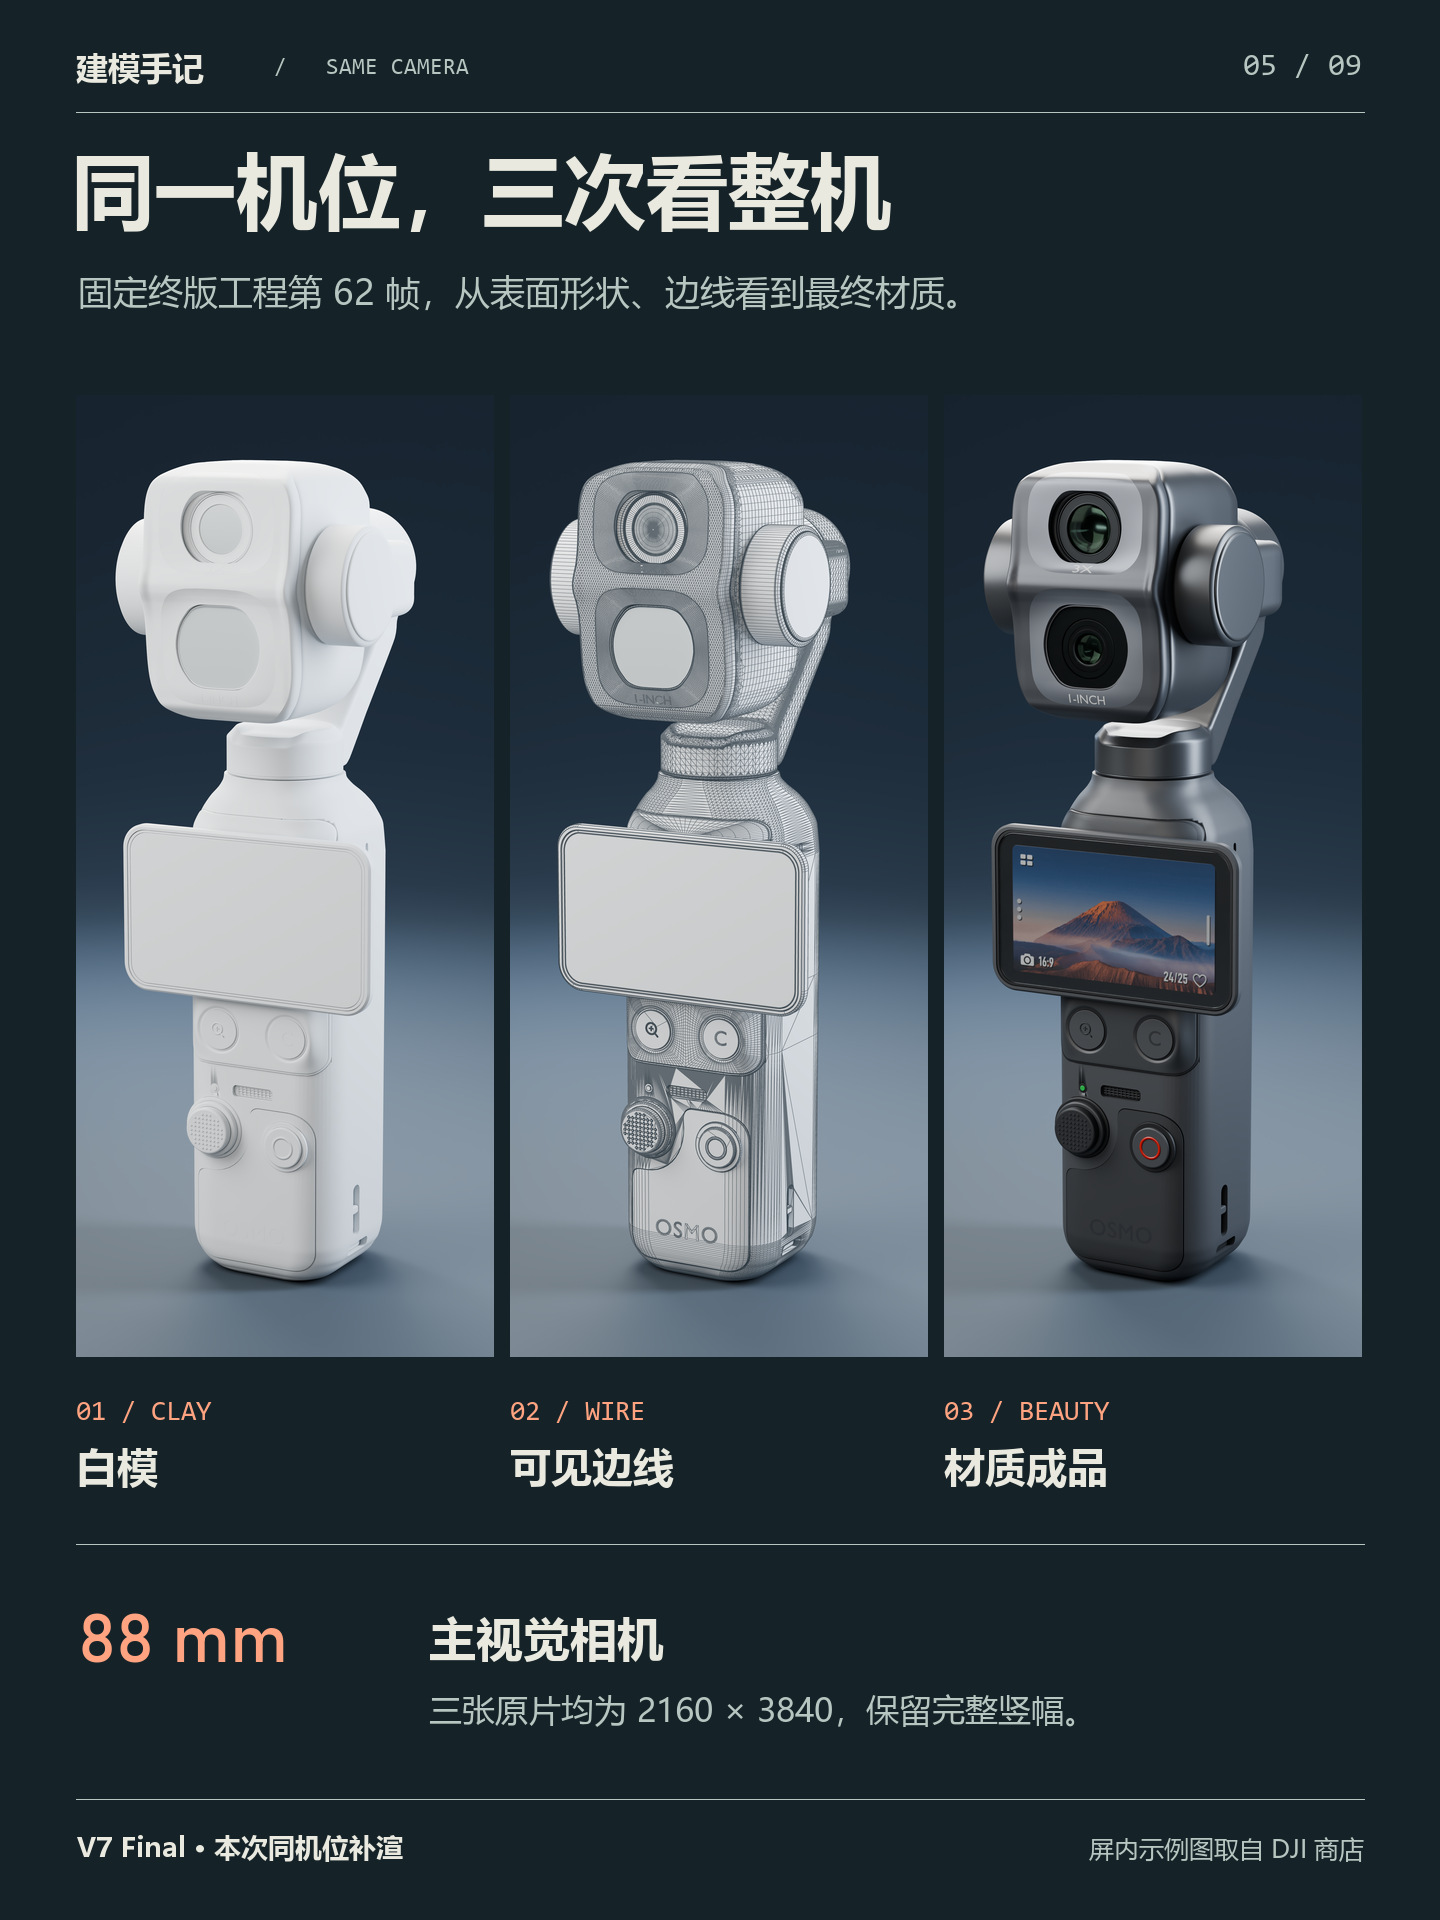 建模手记 / SAME CAMERA 05 / 09
同一机位，三次看整机
固定终版工程第 62 帧，从表面形状、边线看到最终材质。
1-INCH
C
OSMO
3X
1-INCH
16:9
24/25
C
OSMO
01 / CLAY
白模
02 / WIRE
可见边线
03 / BEAUTY
材质成品
88 mm
主视觉相机
三张原片均为 2160 × 3840，保留完整竖幅。
V7 Final • 本次同机位补渲
屏内示例图取自 DJI 商店